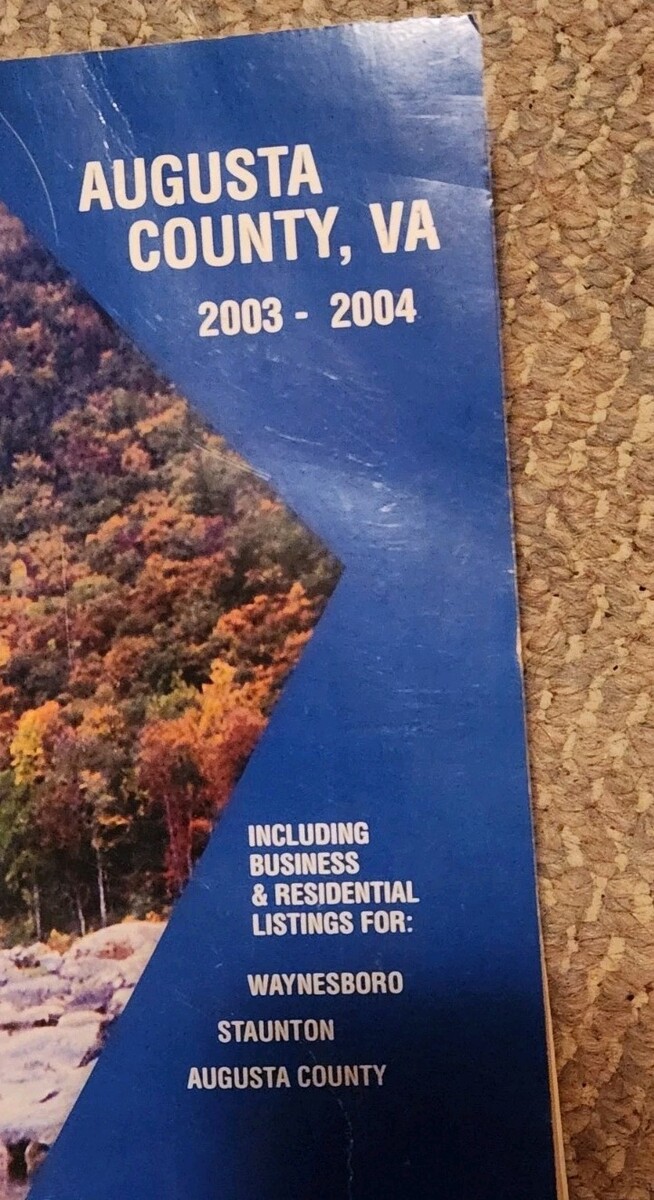 AUGUSTA
COUNTY, VA
2003 - 2004
INCLUDING
BUSINESS
& RESIDENTIAL
LISTINGS FOR:
WAYNESBORO
STAUNTON
AUGUSTA COUNTY